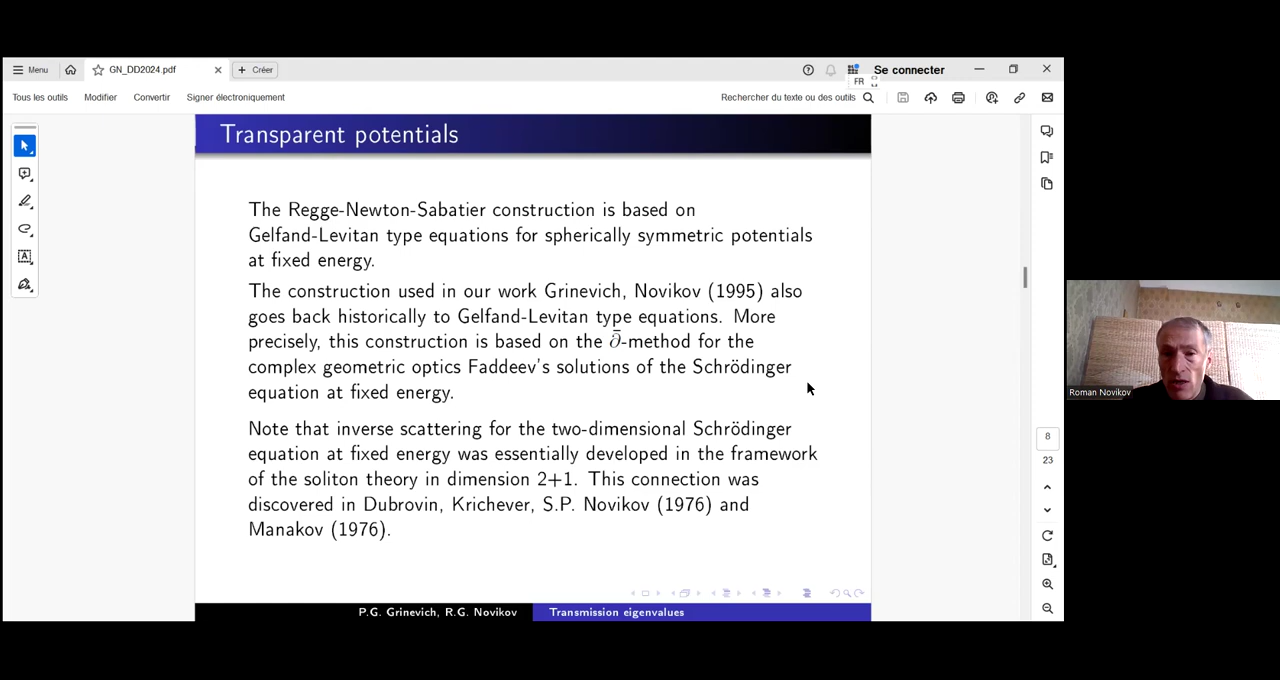 Menu
GN_DD2024.pdf
+ Créer
Se connecter
FR
Tous les outils
Modifier
Convertir
Signer électroniquement
Rechercher du texte ou des outils
Transparent potentials
The Regge-Newton-Sabatier construction is based on
Gelfand-Levitan type equations for spherically symmetric potentials
at fixed energy.
The construction used in our work Grinevich, Novikov (1995) also
goes back historically to Gelfand-Levitan type equations. More
precisely, this construction is based on the ∂̄-method for the
complex geometric optics Faddeev's solutions of the Schrödinger
equation at fixed energy.
Note that inverse scattering for the two-dimensional Schrödinger
equation at fixed energy was essentially developed in the framework
of the soliton theory in dimension 2+1. This connection was
discovered in Dubrovin, Krichever, S.P. Novikov (1976) and
Manakov (1976).
P.G. Grinevich, R.G. Novikov
Transmission eigenvalues
8
23
Roman Novikov